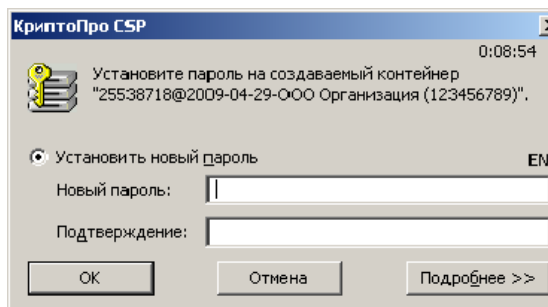 КриптоПро CSP
0:08:54
Установите пароль на создаваемый контейнер
"25538718@2009-04-29-ООО Организация (123456789)".
Установить новый пароль EN
Новый пароль:
Подтверждение:
ОК Отмена Подробнее >>